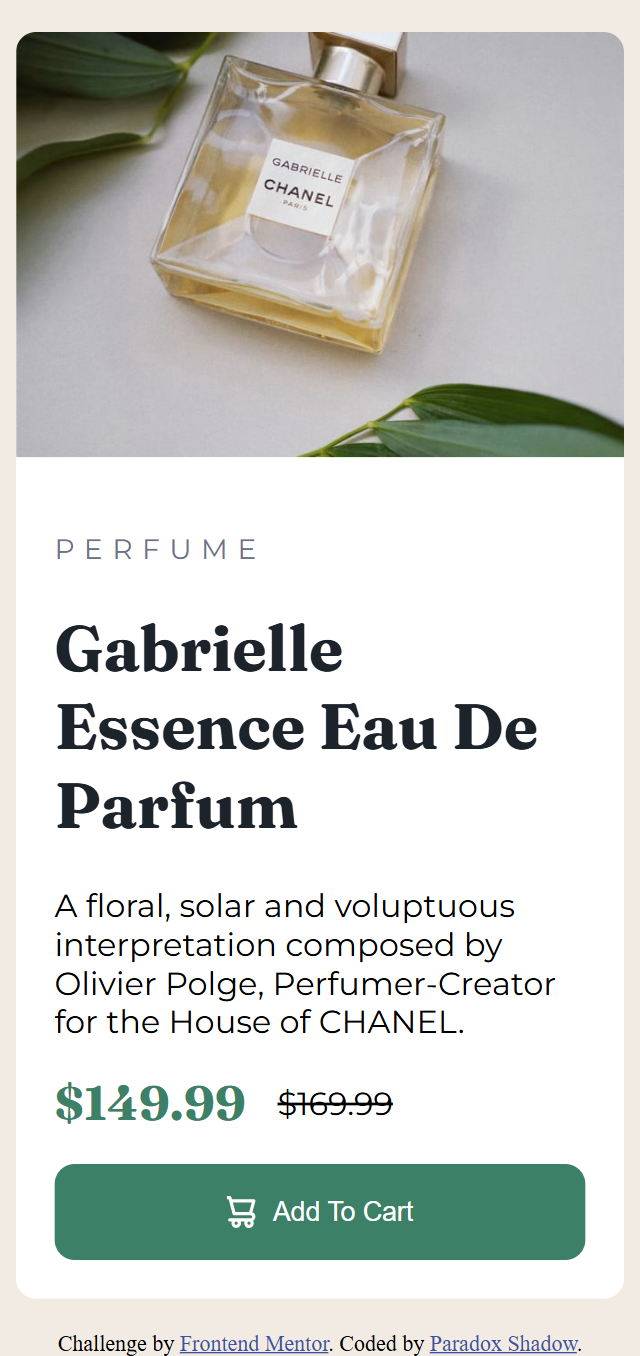 GABRIELLE
CHANEL
PARIS
PERFUME
Gabrielle
Essence Eau De
Parfum
A floral, solar and voluptuous
interpretation composed by
Olivier Polge, Perfumer-Creator
for the House of CHANEL.
$149.99 $169.99
Add To Cart
Challenge by Frontend Mentor. Coded by Paradox Shadow.